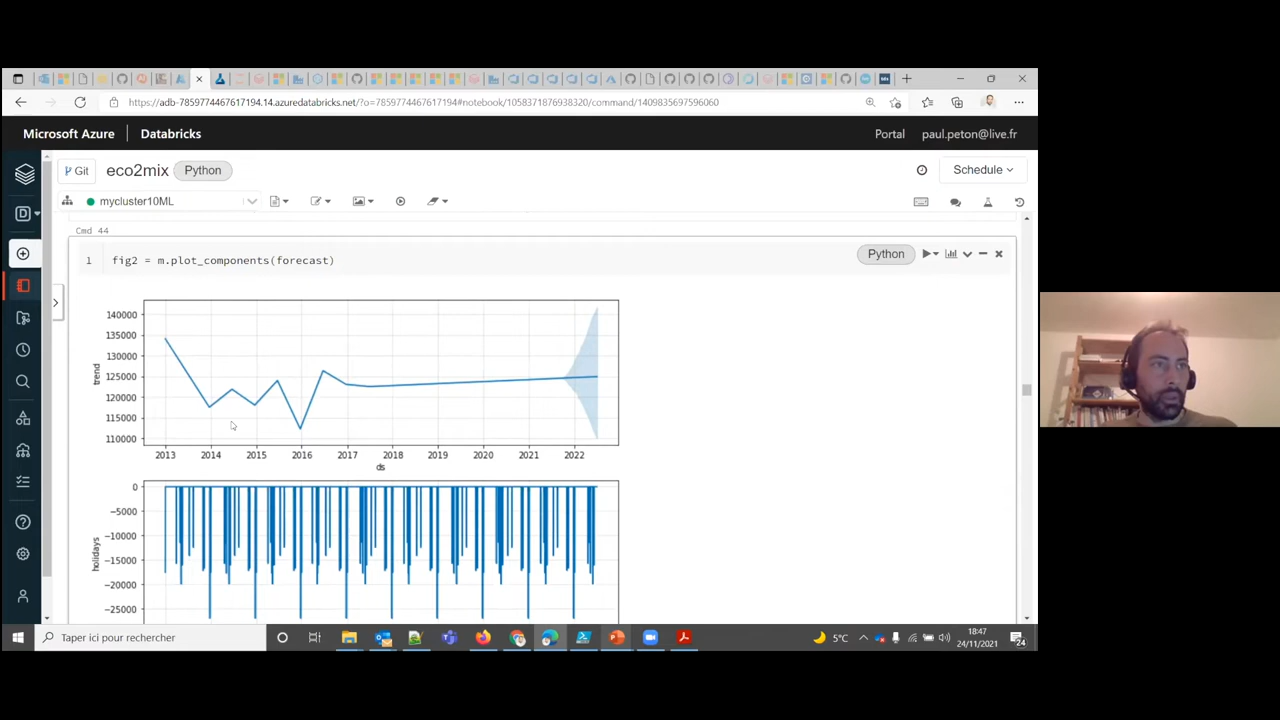 https://adb-7859774467617194.14.azuredatabricks.net/?o=7859774467617194#notebook/1058371876938320/command/1409835697596060
Microsoft Azure | Databricks
Portal
paul.peton@live.fr
Git
eco2mix
Python
Schedule
mycluster10ML
Cmd 44
1
fig2 = m.plot_components(forecast)
Python
140000
135000
130000
125000
120000
115000
110000
trend
2013 2014 2015 2016 2017 2018 2019 2020 2021 2022
ds
0
−5000
−10000
−15000
−20000
−25000
holidays
Taper ici pour rechercher
5°C
18:47
24/11/2021
24